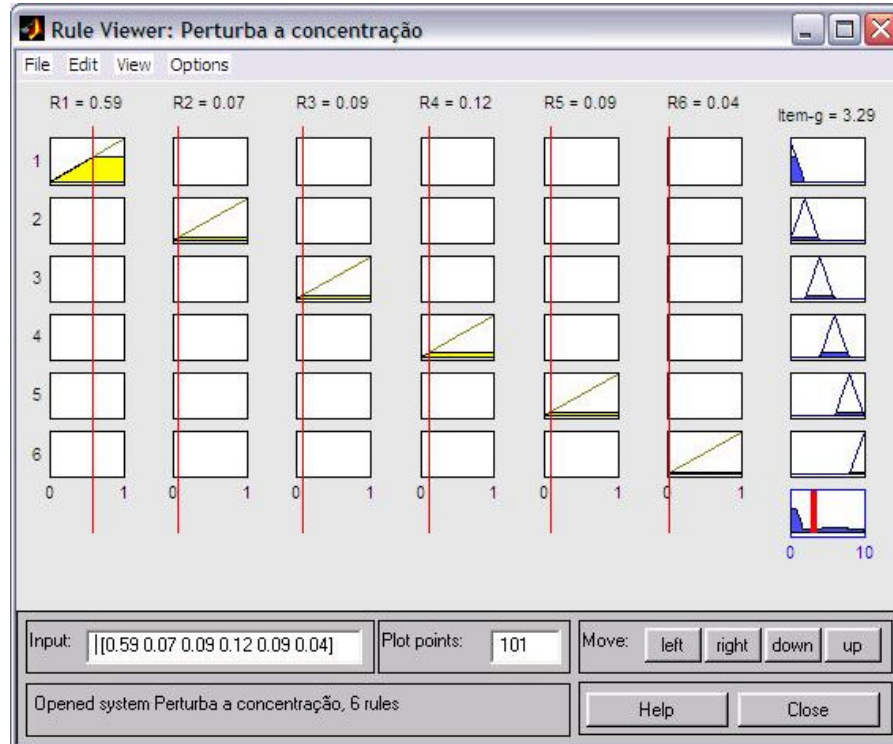 Rule Viewer: Perturba a concentração
File Edit View Options
R1 = 0.59 R2 = 0.07 R3 = 0.09 R4 = 0.12 R5 = 0.09 R6 = 0.04
Item-g = 3.29
1
2
3
4
5
6
0 1 0 1 0 1 0 1 0 1 0 1
0 10
Input: [0.59 0.07 0.09 0.12 0.09 0.04] Plot points: 101 Move: left right down up
Opened system Perturba a concentração, 6 rules
Help Close